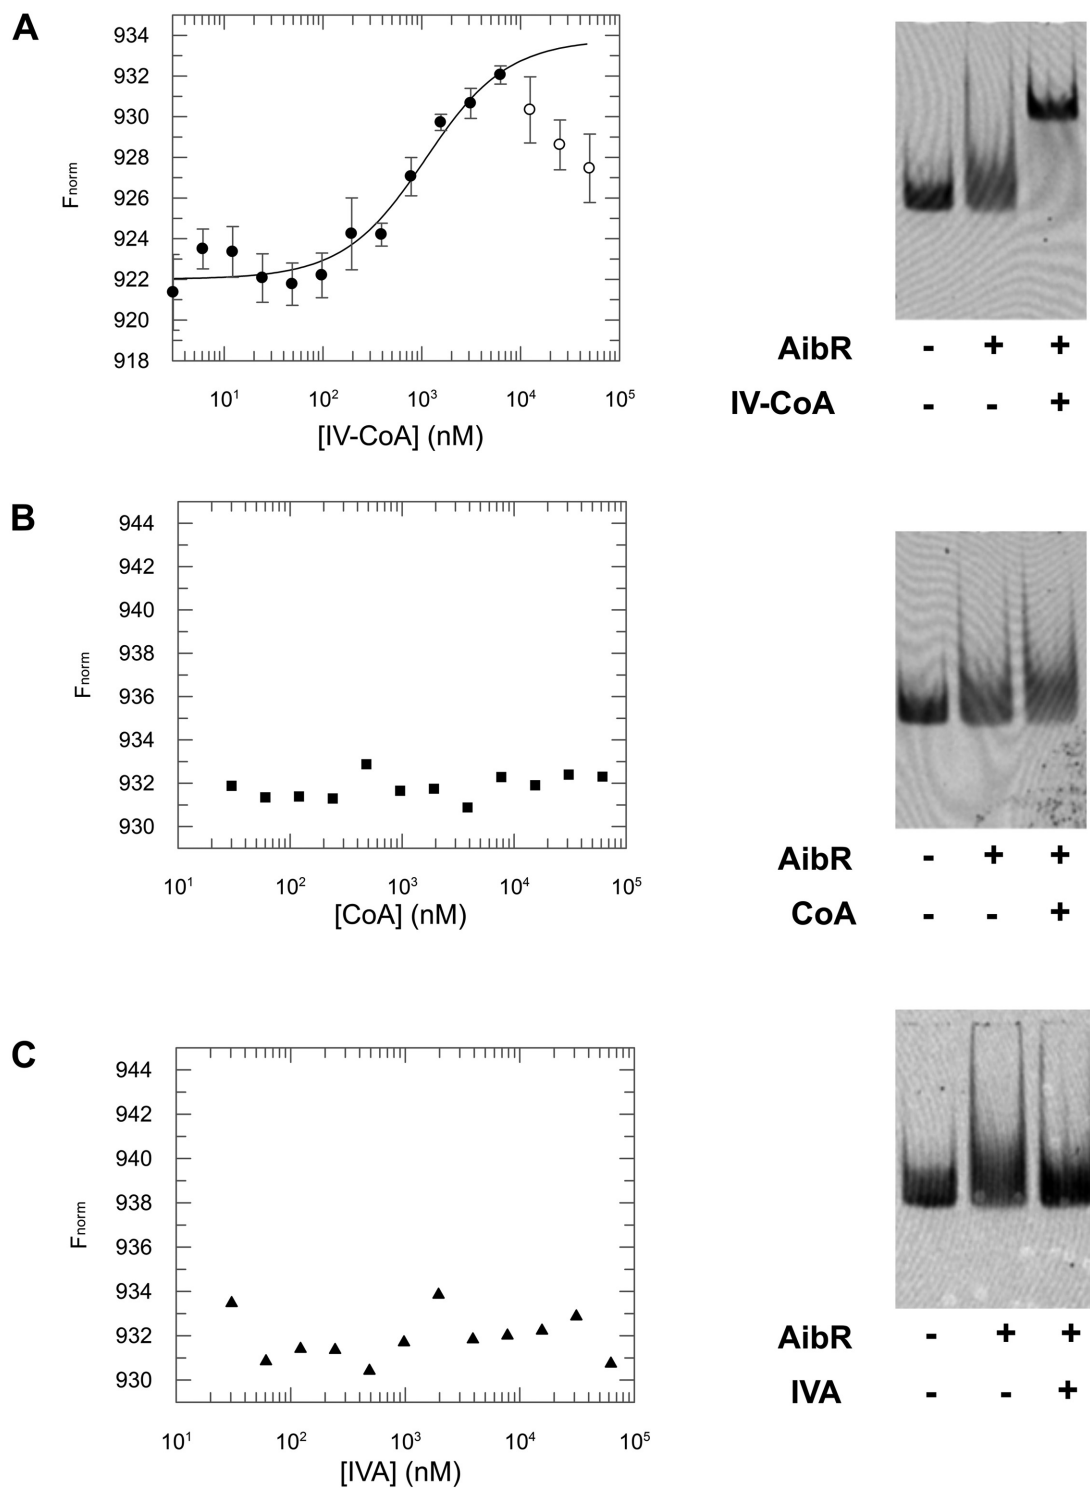 A
934
932
930
928
926
924
922
920
918
Fnorm
10¹ 10² 10³ 10⁴ 10⁵
[IV-CoA] (nM)
AibR - + +
IV-CoA - - +
B
944
942
940
938
936
934
932
930
Fnorm
10¹ 10² 10³ 10⁴ 10⁵
[CoA] (nM)
AibR - + +
CoA - - +
C
944
942
940
938
936
934
932
930
Fnorm
10¹ 10² 10³ 10⁴ 10⁵
[IVA] (nM)
AibR - + +
IVA - - +